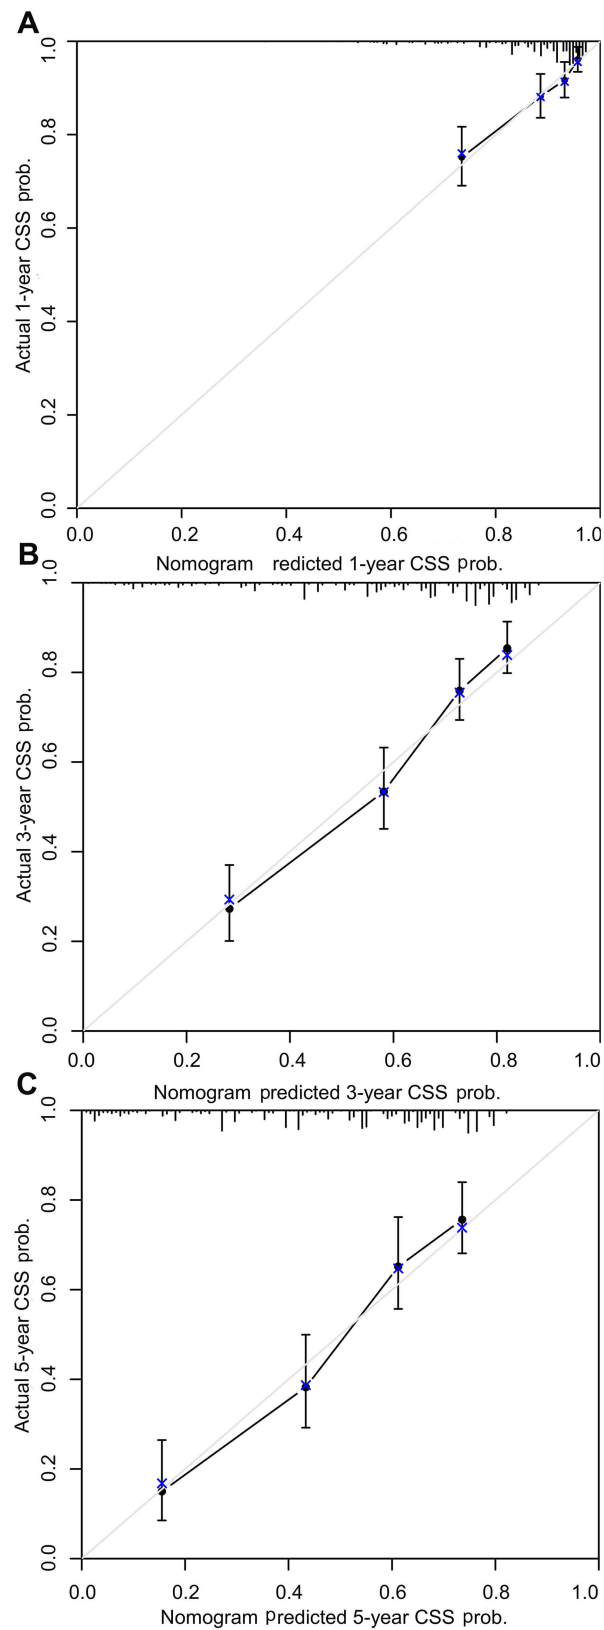 A
Actual 1-year CSS prob.
1.0
0.8
0.6
0.4
0.2
0.0
0.0 0.2 0.4 0.6 0.8 1.0
Nomogram redicted 1-year CSS prob.
B
Actual 3-year CSS prob.
1.0
0.8
0.6
0.4
0.2
0.0
0.0 0.2 0.4 0.6 0.8 1.0
Nomogram predicted 3-year CSS prob.
C
Actual 5-year CSS prob.
1.0
0.8
0.6
0.4
0.2
0.0
0.0 0.2 0.4 0.6 0.8 1.0
Nomogram predicted 5-year CSS prob.